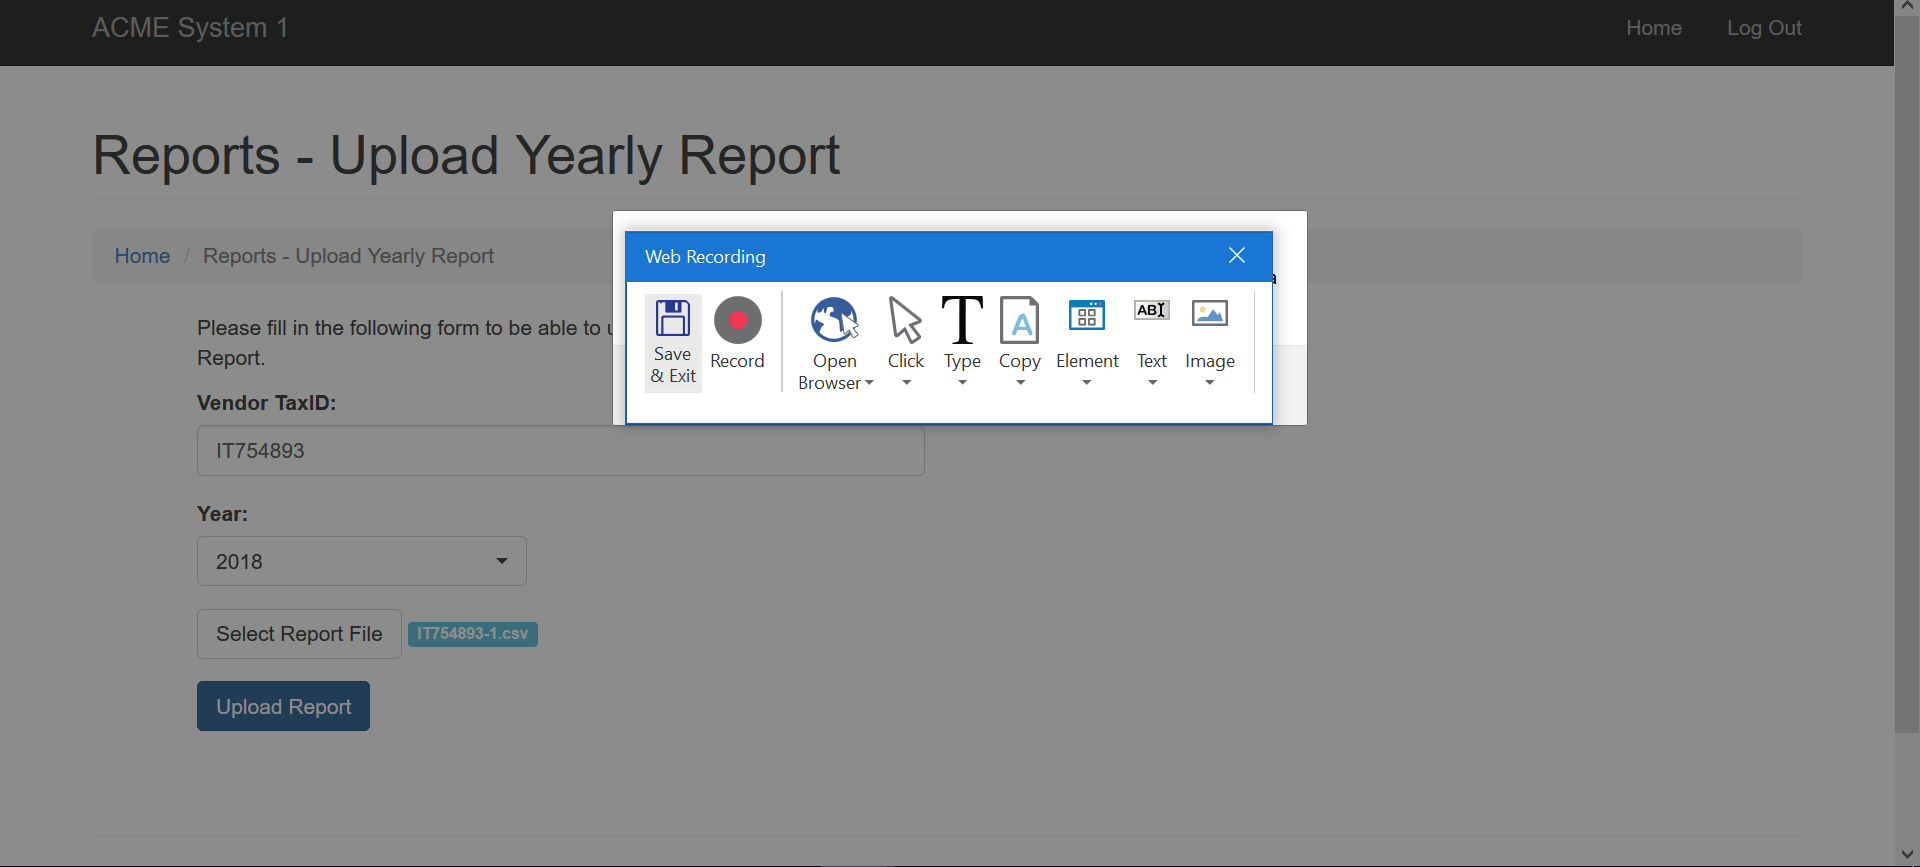 ACME System 1
Home
Log Out
Reports - Upload Yearly Report
Home / Reports - Upload Yearly Report
Please fill in the following form to be able to
Report.
Vendor TaxID:
IT754893
Year:
2018
Select Report File
IT754893-1.csv
Upload Report
Web Recording
Save
& Exit
Record
Open
Browser
Click
Type
Copy
Element
Text
Image
A
AB